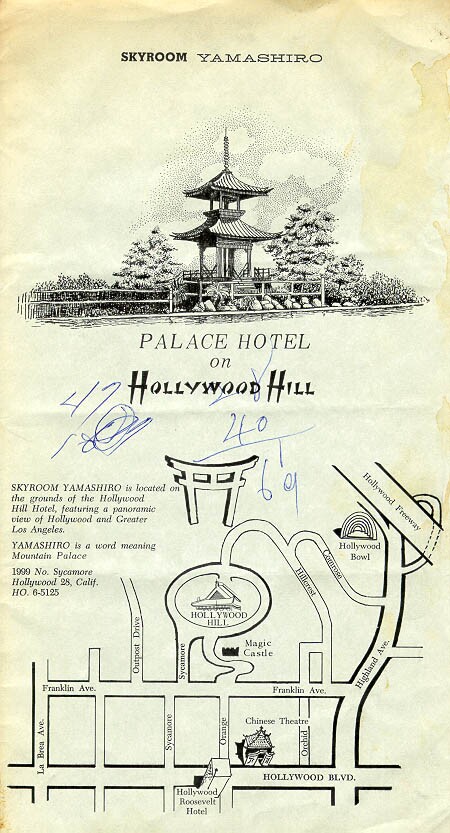 SKYROOM YAMASHIRO
PALACE HOTEL
on
HOLLYWOOD HILL
47
40
69
SKYROOM YAMASHIRO is located on
the grounds of the Hollywood
Hill Hotel, featuring a panoramic
view of Hollywood and Greater
Los Angeles.
YAMASHIRO is a word meaning
Mountain Palace
1999 No. Sycamore
Hollywood 28, Calif.
HO. 6-5125
Hollywood Freeway
Hollywood
Bowl
Camrose
Hillcrest
HOLLYWOOD
HILL
Outpost Drive
Sycamore
Magic
Castle
Highland Ave.
Franklin Ave.
Franklin Ave.
La Brea Ave.
Sycamore
Orange
Chinese Theatre
Orchid
HOLLYWOOD BLVD.
Hollywood
Roosevelt
Hotel